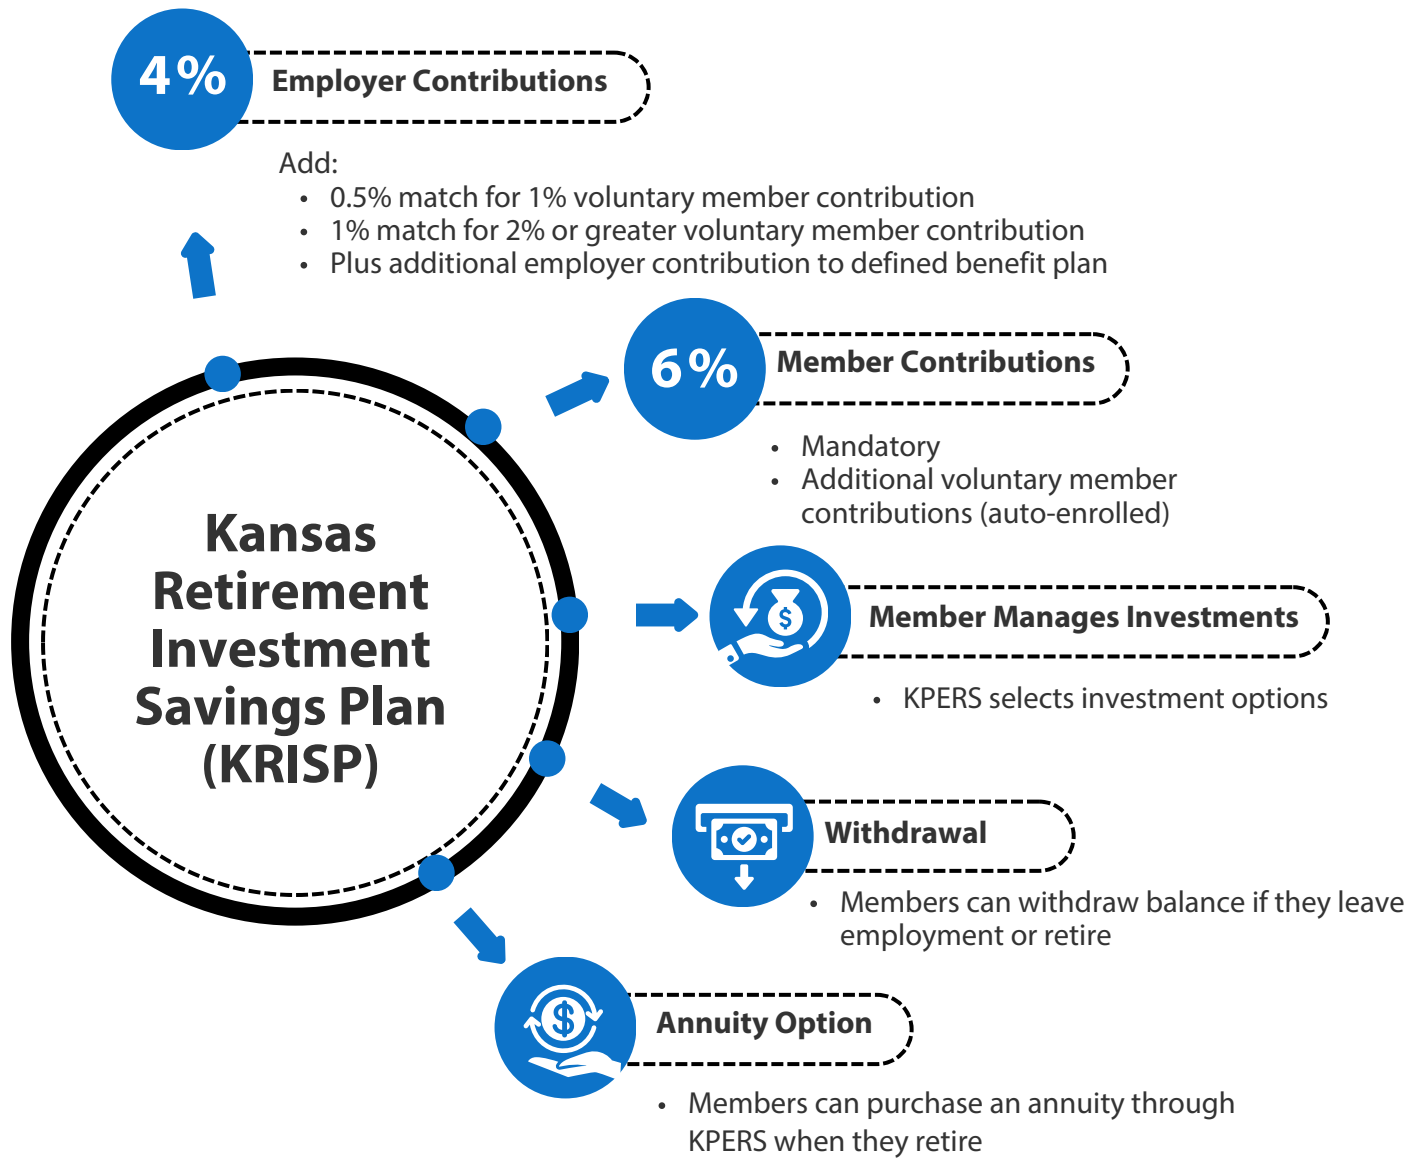 4%
Employer Contributions
Add:
• 0.5% match for 1% voluntary member contribution
• 1% match for 2% or greater voluntary member contribution
• Plus additional employer contribution to defined benefit plan
6%
Member Contributions
• Mandatory
• Additional voluntary member
contributions (auto-enrolled)
Kansas
Retirement
Investment
Savings Plan
(KRISP)
$
Member Manages Investments
• KPERS selects investment options
Withdrawal
• Members can withdraw balance if they leave
employment or retire
$
Annuity Option
• Members can purchase an annuity through
KPERS when they retire